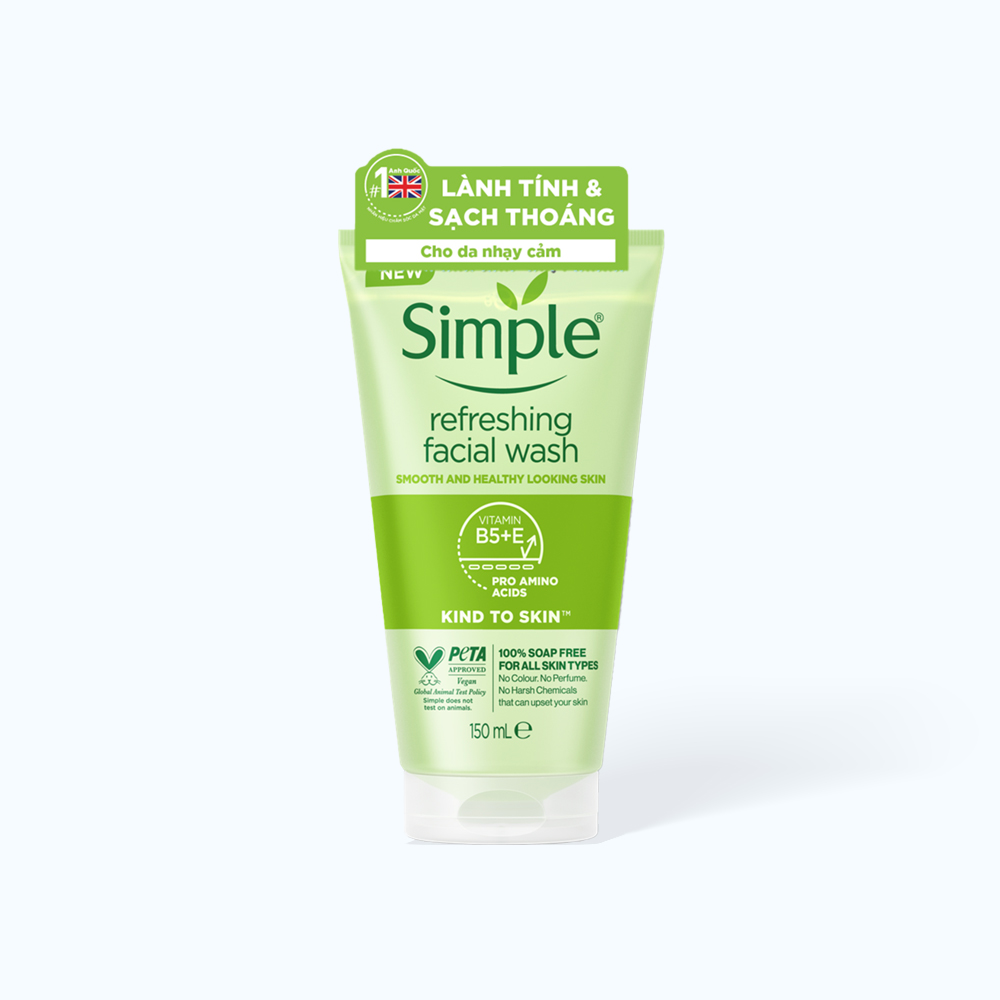 #1 Anh Quốc
LÀNH TÍNH &
SẠCH THOÁNG
Cho da nhạy cảm
NEW
Simple®
refreshing
facial wash
SMOOTH AND HEALTHY LOOKING SKIN
VITAMIN
B5+E
PRO AMINO
ACIDS
KIND TO SKIN™
PeTA
APPROVED
Vegan
Global Animal Test Policy
Simple does not
test on animals.
100% SOAP FREE
FOR ALL SKIN TYPES
No Colour. No Perfume.
No Harsh Chemicals
that can upset your skin
150 mL e